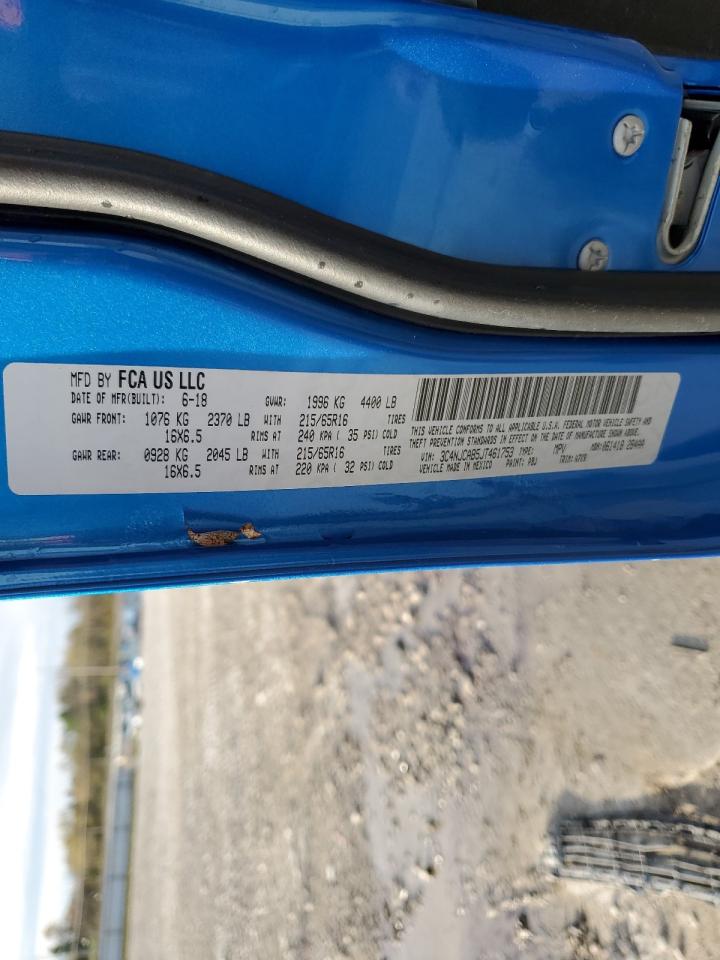 MFD BY FCA US LLC
DATE OF MFR(BUILT): 6-18 GVWR: 1996 KG 4400 LB
GAWR FRONT: 1076 KG 2370 LB WITH 215/65R16 TIRES
16X6.5 RIMS AT 240 KPA ( 35 PSI) COLD
GAWR REAR: 0928 KG 2045 LB WITH 215/65R16 TIRES
16X6.5 RIMS AT 220 KPA ( 32 PSI) COLD
THIS VEHICLE CONFORMS TO ALL APPLICABLE U.S.A. FEDERAL MOTOR VEHICLE SAFETY AND
THEFT PREVENTION STANDARDS IN EFFECT ON THE DATE OF MANUFACTURE SHOWN ABOVE.
VIN: 3C4NJCAB5JT461753 TYPE: MPV MDH: 061418
VEHICLE MADE IN MEXICO PAINT: PBJ TRIM: A7X9